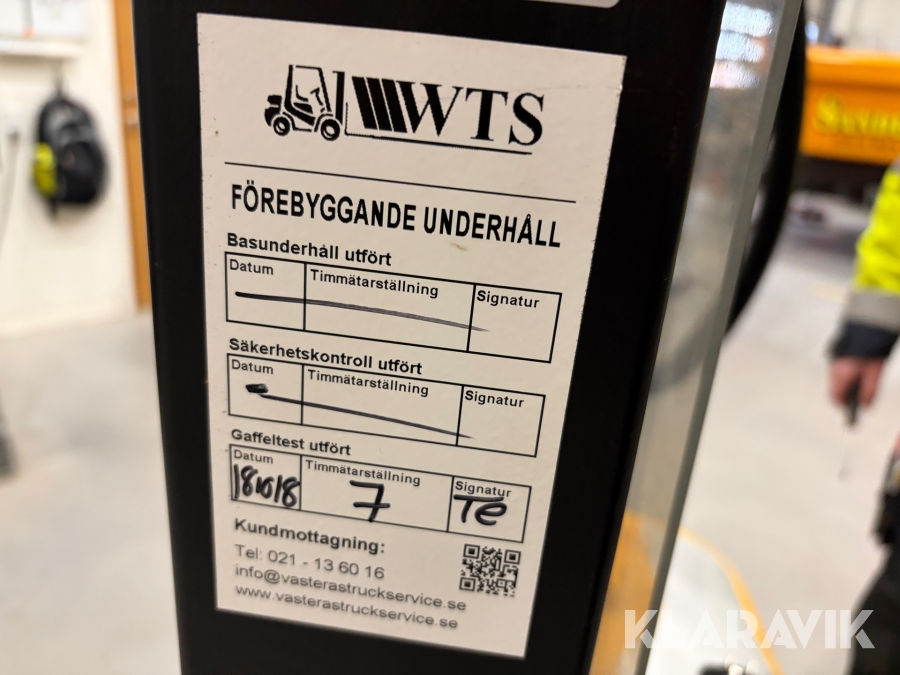 WTS
FÖREBYGGANDE UNDERHÅLL
Basunderhåll utfört
Datum Timmätarställning Signatur
Säkerhetskontroll utfört
Datum Timmätarställning Signatur
Gaffeltest utfört
Datum Timmätarställning Signatur
181018 7 TE
Kundmottagning:
Tel: 021 - 13 60 16
info@vasterastruckservice.se
www.vasterastruckservice.se
KLARAVIK